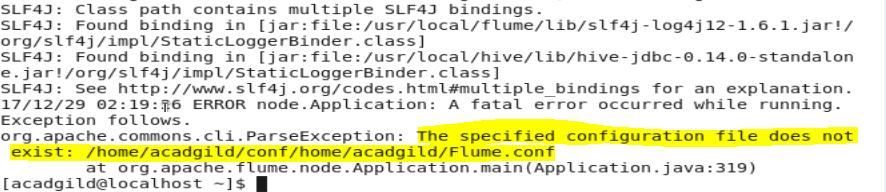 SLF4J: Class path contains multiple SLF4J bindings.
SLF4J: Found binding in [jar:file:/usr/local/flume/lib/slf4j-log4j12-1.6.1.jar!/
org/slf4j/impl/StaticLoggerBinder.class]
SLF4J: Found binding in [jar:file:/usr/local/hive/lib/hive-jdbc-0.14.0-standalon
e.jar!/org/slf4j/impl/StaticLoggerBinder.class]
SLF4J: See http://www.slf4j.org/codes.html#multiple_bindings for an explanation.
17/12/29 02:19: 6 ERROR node.Application: A fatal error occurred while running.
Exception follows.
org.apache.commons.cli.ParseException: The specified configuration file does not
exist: /home/acadgild/conf/home/acadgild/Flume.conf
at org.apache.flume.node.Application.main(Application.java:319)
[acadgild@localhost ~]$